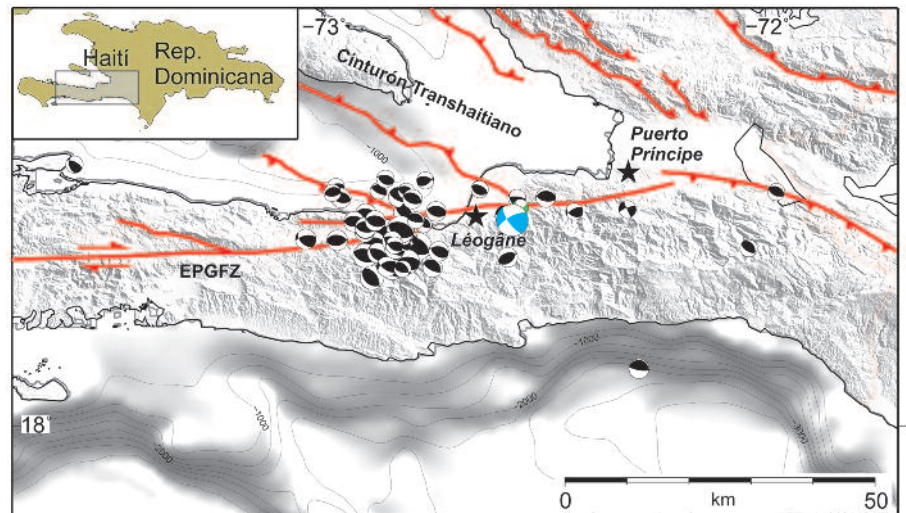 Haití
Rep.
Dominicana
−73°
−72°
Cinturón Transhaitiano
Puerto
Príncipe
−1000
Léogâne
EPGFZ
−1000
−2000
−1000
−3000
−2000
18°
0
50
km